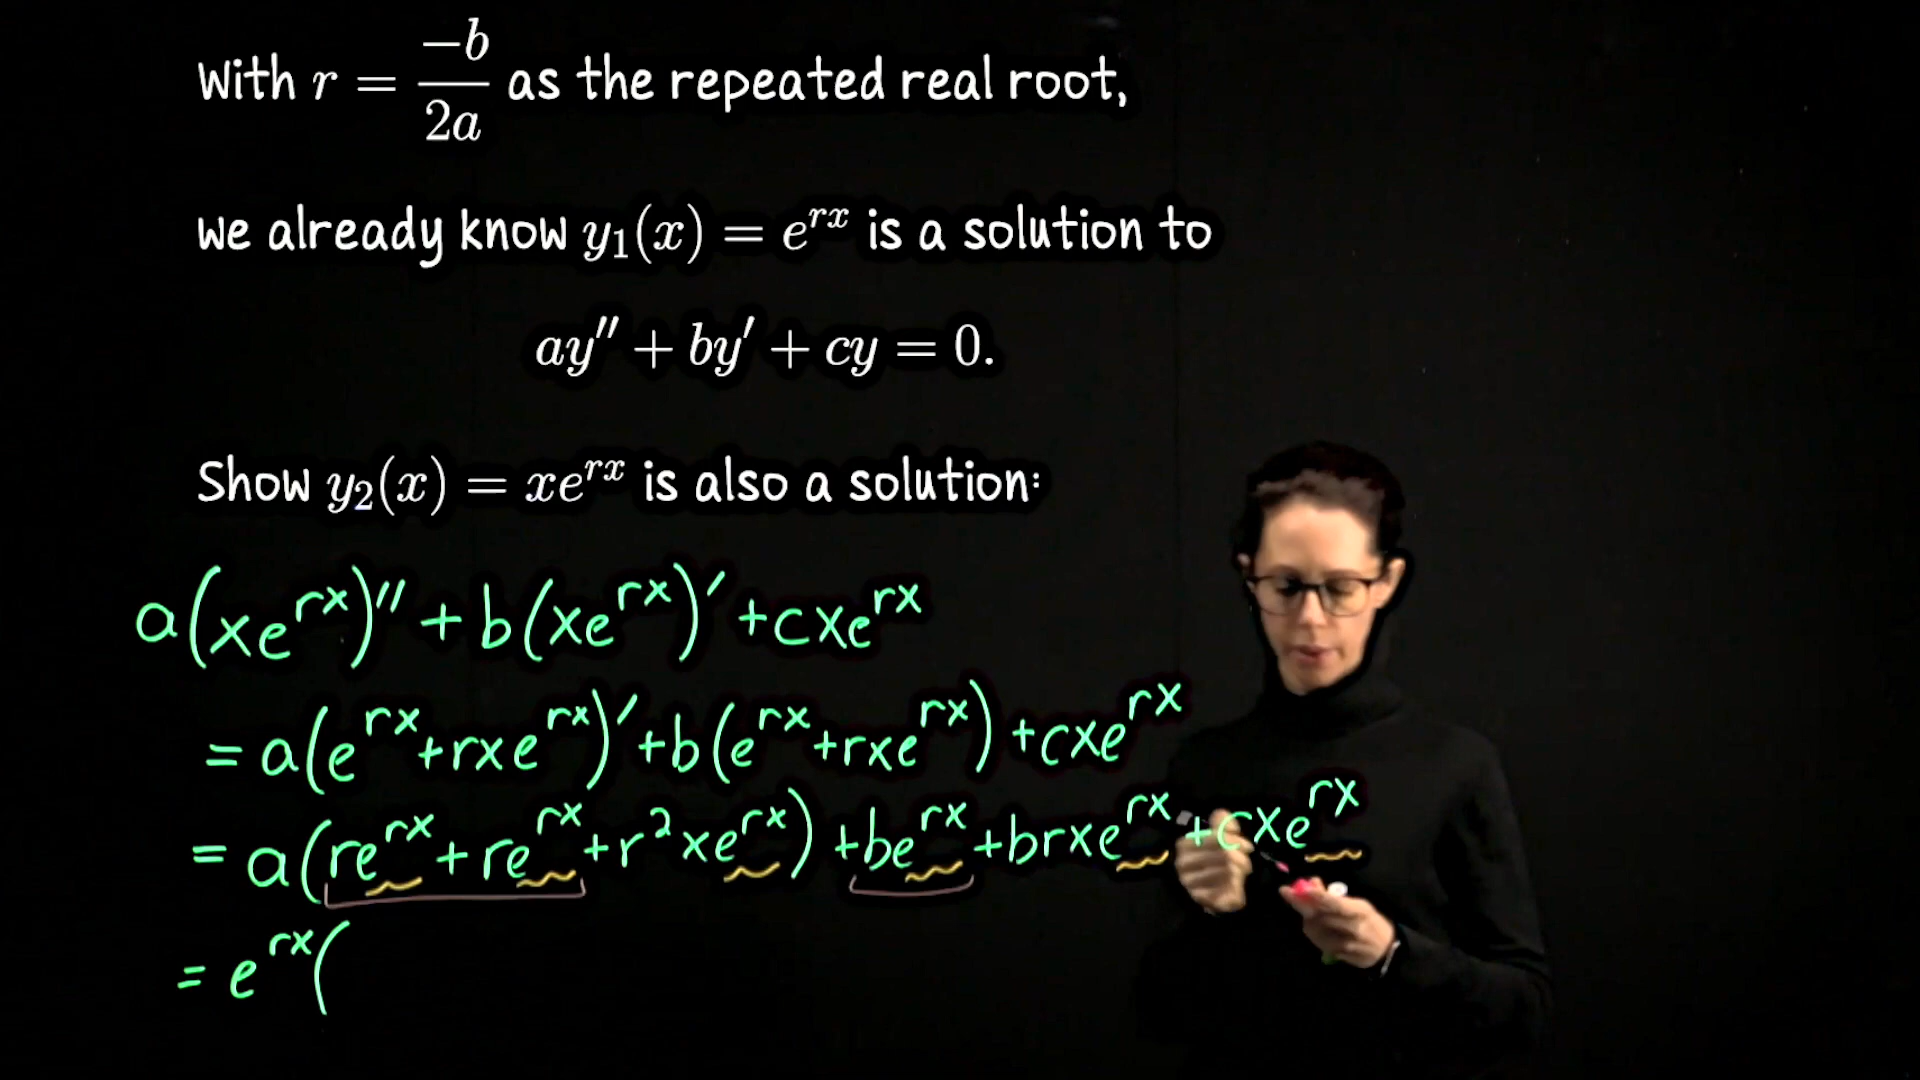 With r = -b/2a as the repeated real root,
we already know y₁(x) = e^{rx} is a solution to
ay″ + by′ + cy = 0.
Show y₂(x) = xe^{rx} is also a solution:
a(xe^{rx})″ + b(xe^{rx})′ + cxe^{rx}
= a(e^{rx} + rxe^{rx})′ + b(e^{rx} + rxe^{rx}) + cxe^{rx}
= a(re^{rx} + re^{rx} + r²xe^{rx}) + be^{rx} + brxe^{rx} + cxe^{rx}
= e^{rx}(